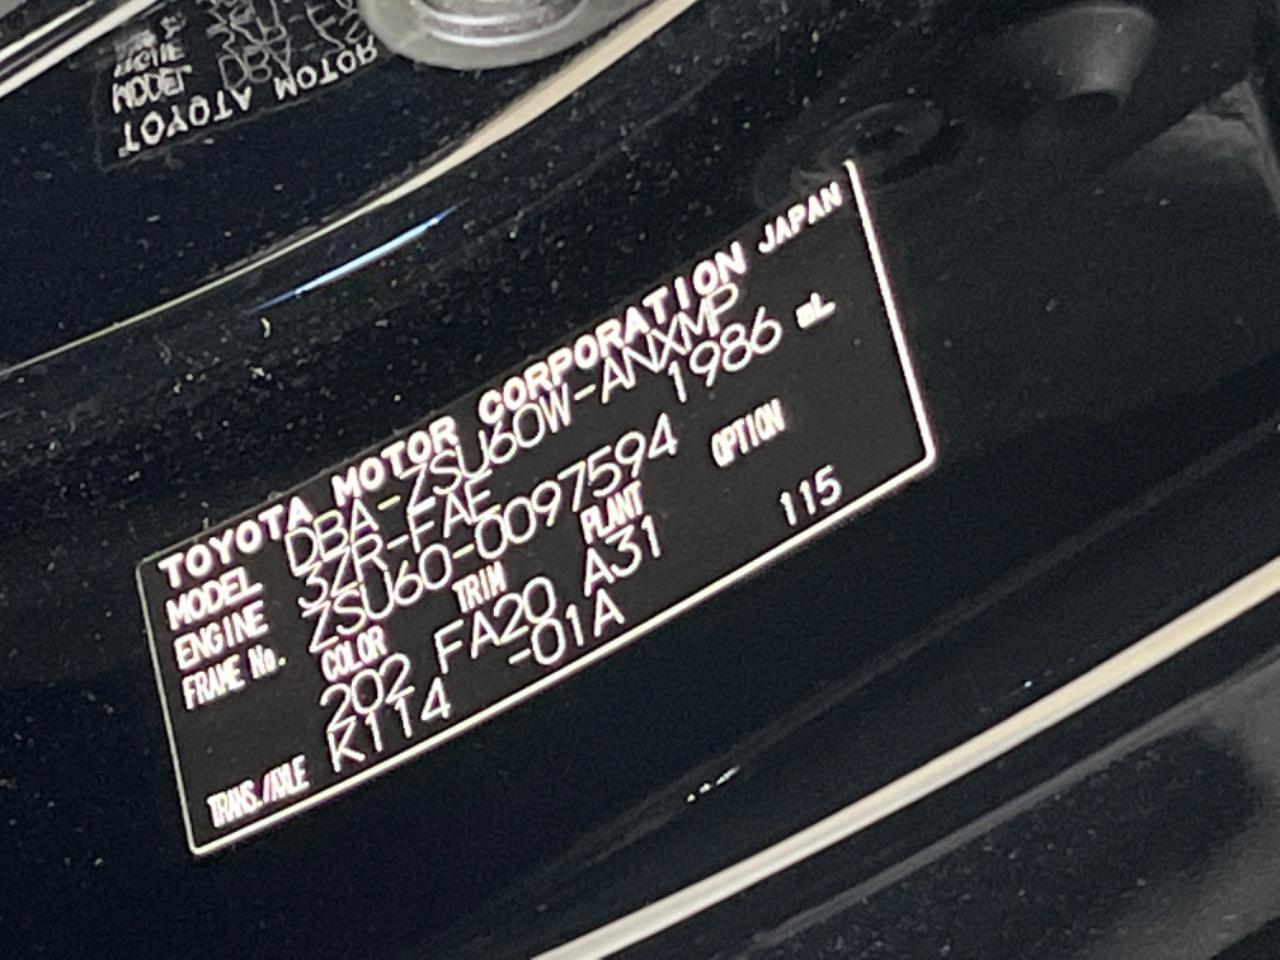 TOYOTA MOTOR CORPORATION JAPAN
MODEL DBA-ZSU60W-ANXMP
ENGINE 3ZR-FAE 1986 mL
FRAME No. ZSU60-0097594
COLOR TRIM PLANT OPTION
202 FA20 A31 115
TRANS./AXLE K114 -01A
TOYOTA MOTOR
MODEL DBA